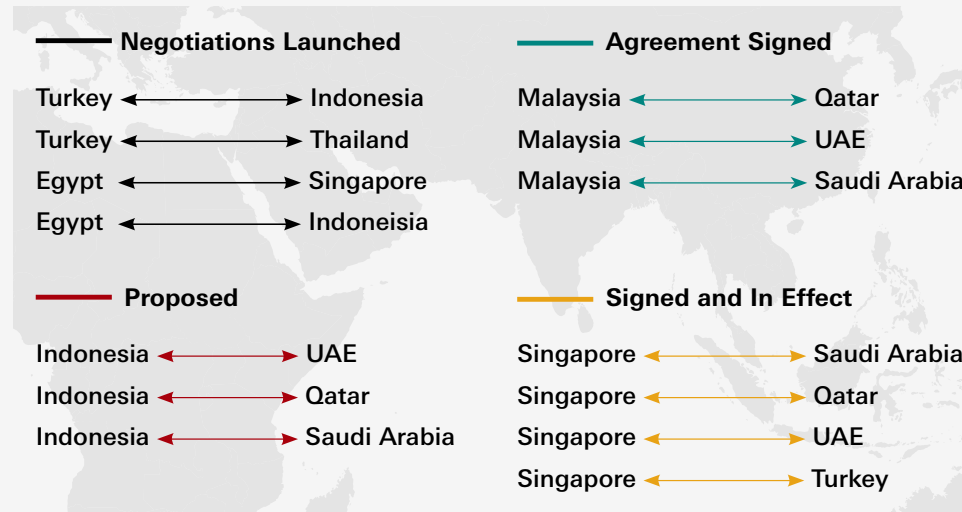 Negotiations Launched
Turkey Indonesia
Turkey Thailand
Egypt Singapore
Egypt Indoneisia
Agreement Signed
Malaysia Qatar
Malaysia UAE
Malaysia Saudi Arabia
Proposed
Indonesia UAE
Indonesia Qatar
Indonesia Saudi Arabia
Signed and In Effect
Singapore Saudi Arabia
Singapore Qatar
Singapore UAE
Singapore Turkey